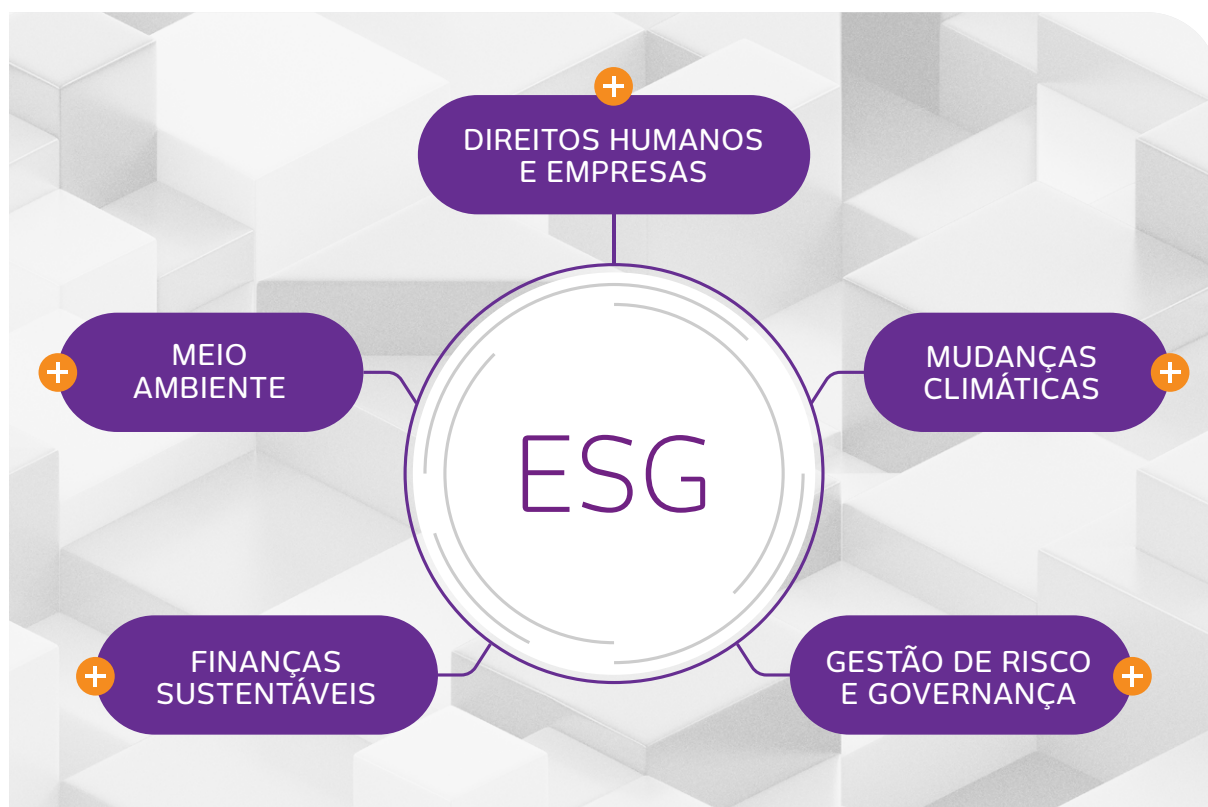 DIREITOS HUMANOS
E EMPRESAS
MEIO
AMBIENTE
MUDANÇAS
CLIMÁTICAS
ESG
FINANÇAS
SUSTENTÁVEIS
GESTÃO DE RISCO
E GOVERNANÇA